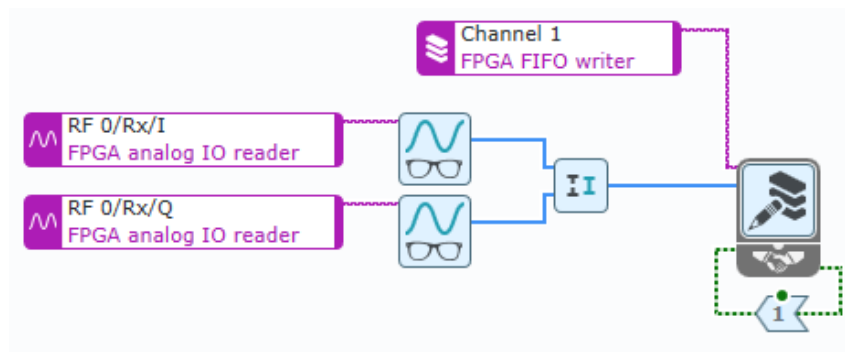 Channel 1
FPGA FIFO writer
RF 0/Rx/I
FPGA analog IO reader
RF 0/Rx/Q
FPGA analog IO reader
II
1